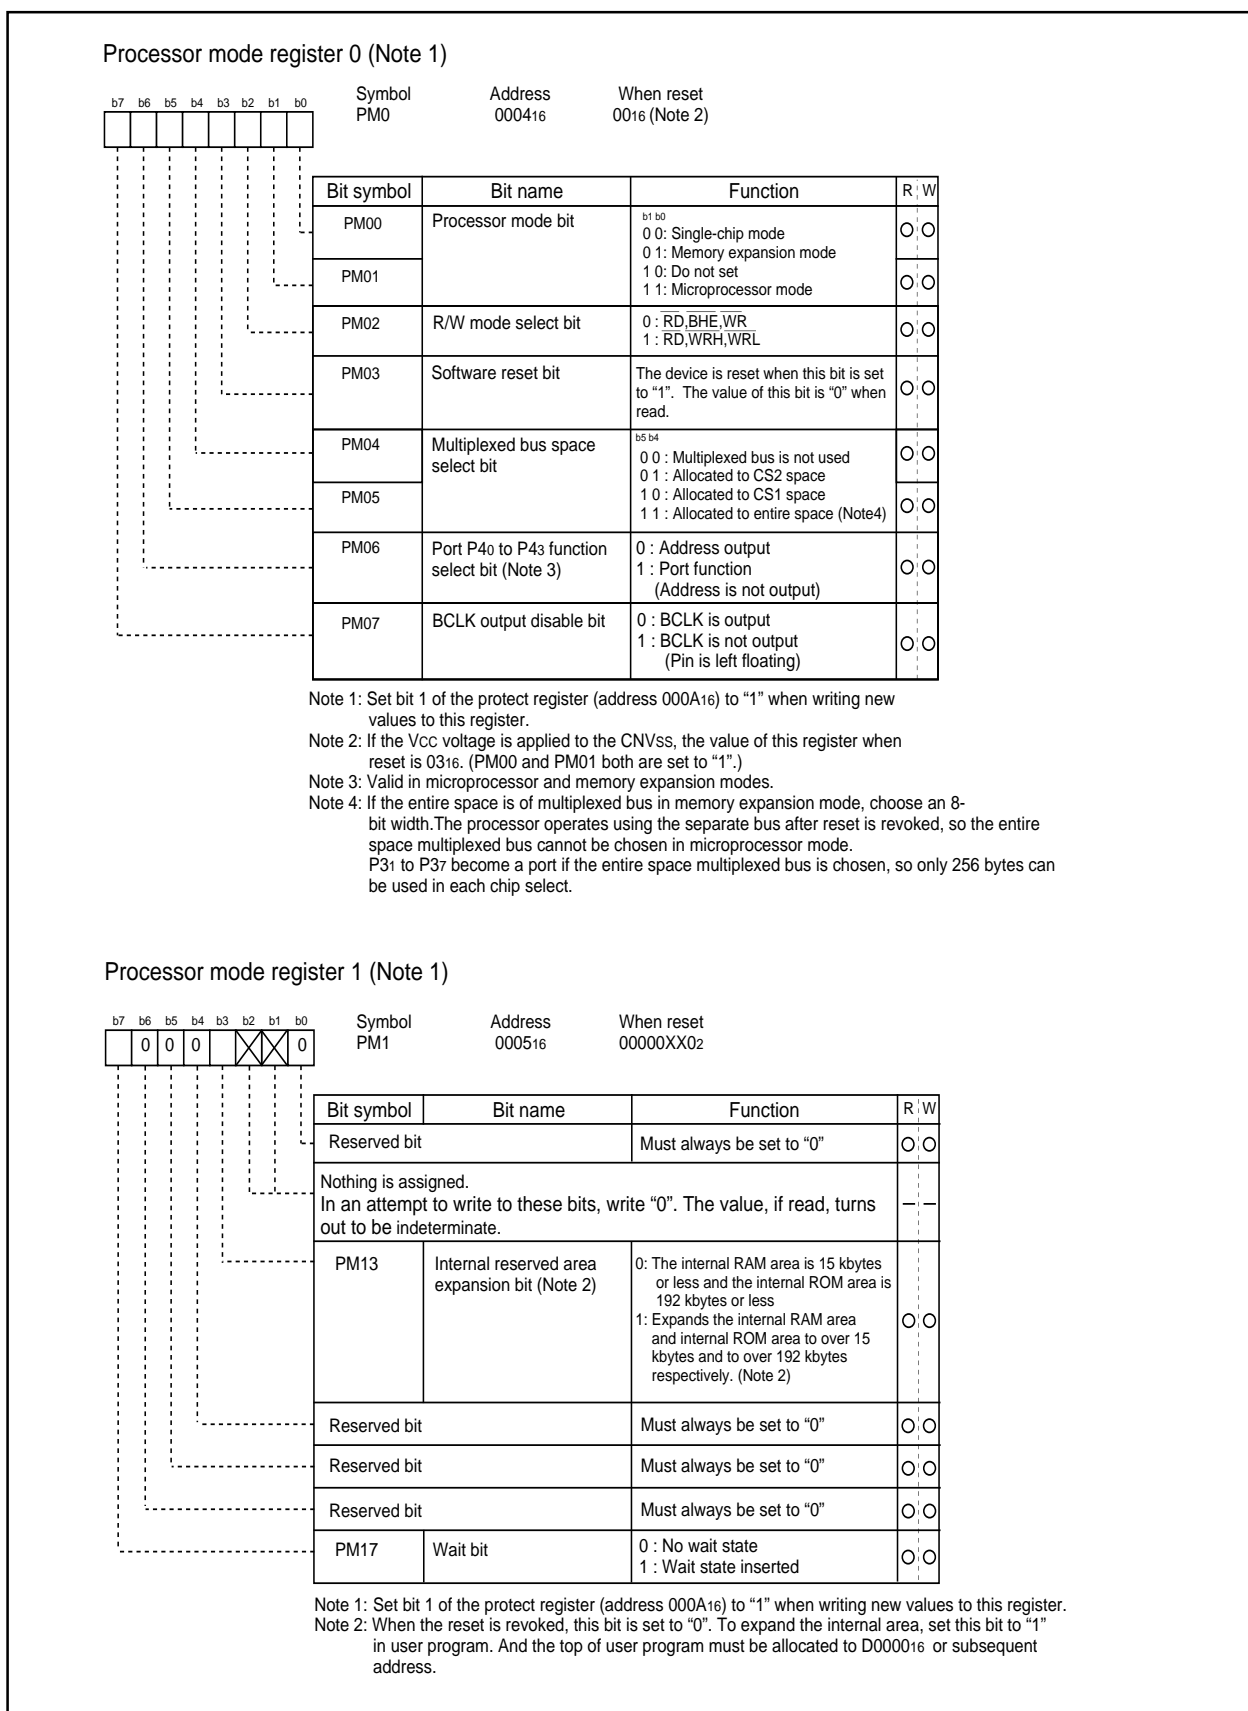 Processor mode register 0 (Note 1)
b7 b6 b5 b4 b3 b2 b1 b0
Symbol Address When reset
PM0 000416 0016 (Note 2)
Bit symbol Bit name Function R W
PM00 Processor mode bit b1 b0
0 0: Single-chip mode
0 1: Memory expansion mode
PM01 1 0: Do not set
1 1: Microprocessor mode
PM02 R/W mode select bit 0 : RD,BHE,WR
1 : RD,WRH,WRL
PM03 Software reset bit The device is reset when this bit is set
to “1”. The value of this bit is “0” when
read.
PM04 Multiplexed bus space
select bit
b5 b4
0 0 : Multiplexed bus is not used
0 1 : Allocated to CS2 space
PM05 1 0 : Allocated to CS1 space
1 1 : Allocated to entire space (Note4)
PM06 Port P40 to P43 function
select bit (Note 3)
0 : Address output
1 : Port function
(Address is not output)
PM07 BCLK output disable bit 0 : BCLK is output
1 : BCLK is not output
(Pin is left floating)
Note 1: Set bit 1 of the protect register (address 000A16) to “1” when writing new
values to this register.
Note 2: If the VCC voltage is applied to the CNVSS, the value of this register when
reset is 0316. (PM00 and PM01 both are set to “1”.)
Note 3: Valid in microprocessor and memory expansion modes.
Note 4: If the entire space is of multiplexed bus in memory expansion mode, choose an 8-
bit width.The processor operates using the separate bus after reset is revoked, so the entire
space multiplexed bus cannot be chosen in microprocessor mode.
P31 to P37 become a port if the entire space multiplexed bus is chosen, so only 256 bytes can
be used in each chip select.
Processor mode register 1 (Note 1)
b7 b6 b5 b4 b3 b2 b1 b0
0 0 0 0
Symbol Address When reset
PM1 000516 00000XX02
Bit symbol Bit name Function R W
Reserved bit Must always be set to “0”
Nothing is assigned.
In an attempt to write to these bits, write “0”. The value, if read, turns
out to be indeterminate.
PM13 Internal reserved area
expansion bit (Note 2)
0: The internal RAM area is 15 kbytes
or less and the internal ROM area is
192 kbytes or less
1: Expands the internal RAM area
and internal ROM area to over 15
kbytes and to over 192 kbytes
respectively. (Note 2)
Reserved bit Must always be set to “0”
Reserved bit Must always be set to “0”
Reserved bit Must always be set to “0”
PM17 Wait bit 0 : No wait state
1 : Wait state inserted
Note 1: Set bit 1 of the protect register (address 000A16) to “1” when writing new values to this register.
Note 2: When the reset is revoked, this bit is set to “0”. To expand the internal area, set this bit to “1”
in user program. And the top of user program must be allocated to D000016 or subsequent
address.